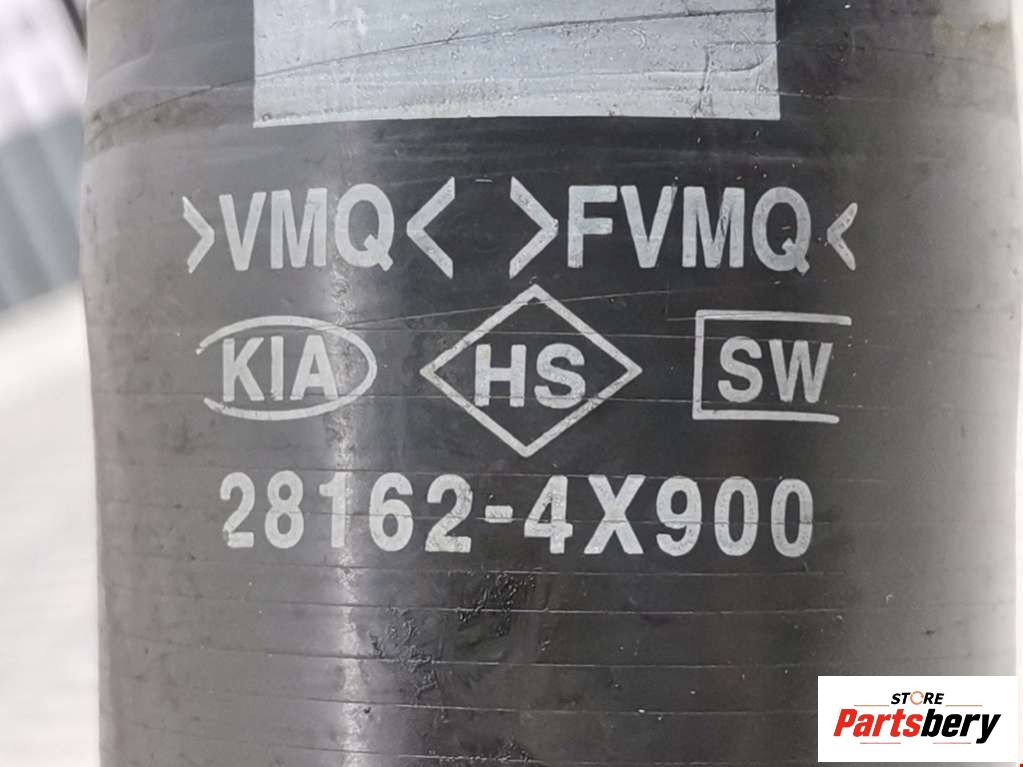 >VMQ< >FVMQ<
KIA HS SW
28162-4X900
STORE
Partsbery